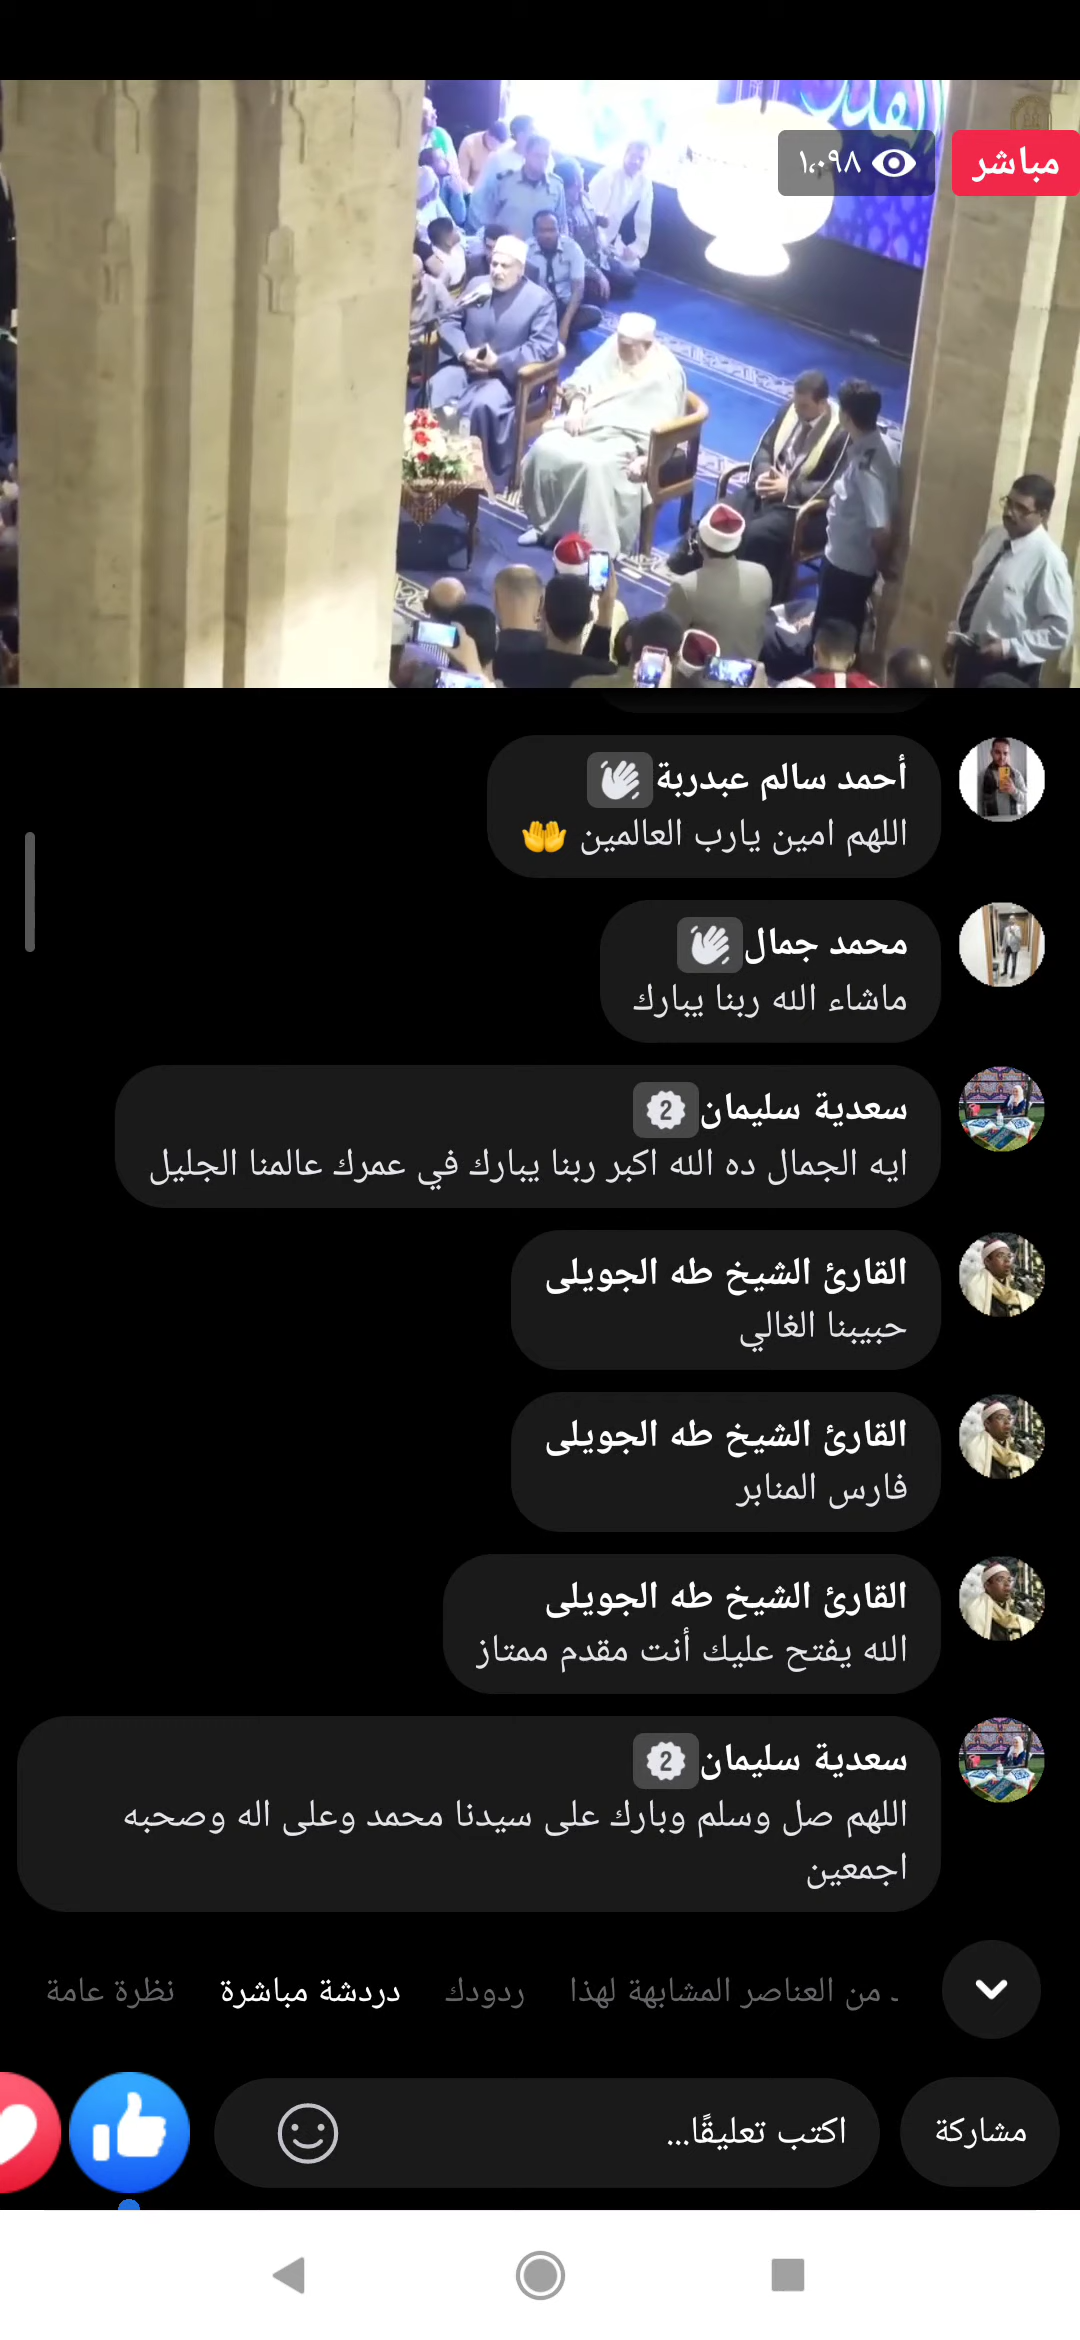 مباشر
١,٠٩٨
أحمد سالم عبدربة
اللهم امين يارب العالمين 🤲
محمد جمال
ماشاء الله ربنا يبارك
سعدية سليمان 2
ايه الجمال ده الله اكبر ربنا يبارك في عمرك عالمنا الجليل
القارئ الشيخ طه الجويلى
حبيبنا الغالي
القارئ الشيخ طه الجويلى
فارس المنابر
القارئ الشيخ طه الجويلى
الله يفتح عليك أنت مقدم ممتاز
سعدية سليمان 2
اللهم صل وسلم وبارك على سيدنا محمد وعلى اله وصحبه
اجمعين
من العناصر المشابهة لهذا ردودك دردشة مباشرة نظرة عامة
مشاركة اكتب تعليقًا...